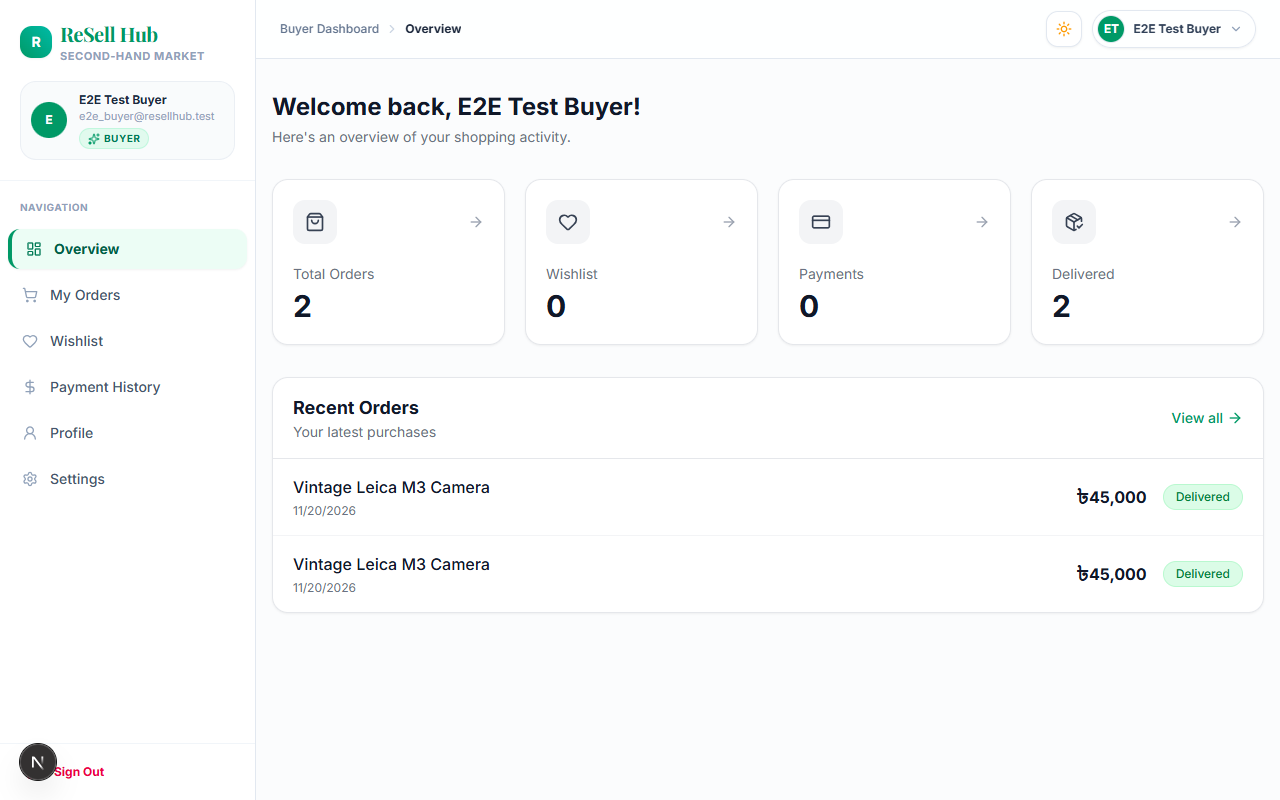 R
ReSell Hub
SECOND-HAND MARKET
E
E2E Test Buyer
e2e_buyer@resellhub.test
BUYER
NAVIGATION
Overview
My Orders
Wishlist
Payment History
Profile
Settings
N
Sign Out
Buyer Dashboard
Overview
ET
E2E Test Buyer
Welcome back, E2E Test Buyer!
Here's an overview of your shopping activity.
Total Orders
2
Wishlist
0
Payments
0
Delivered
2
Recent Orders
Your latest purchases
View all
Vintage Leica M3 Camera
11/20/2026
৳45,000
Delivered
Vintage Leica M3 Camera
11/20/2026
৳45,000
Delivered